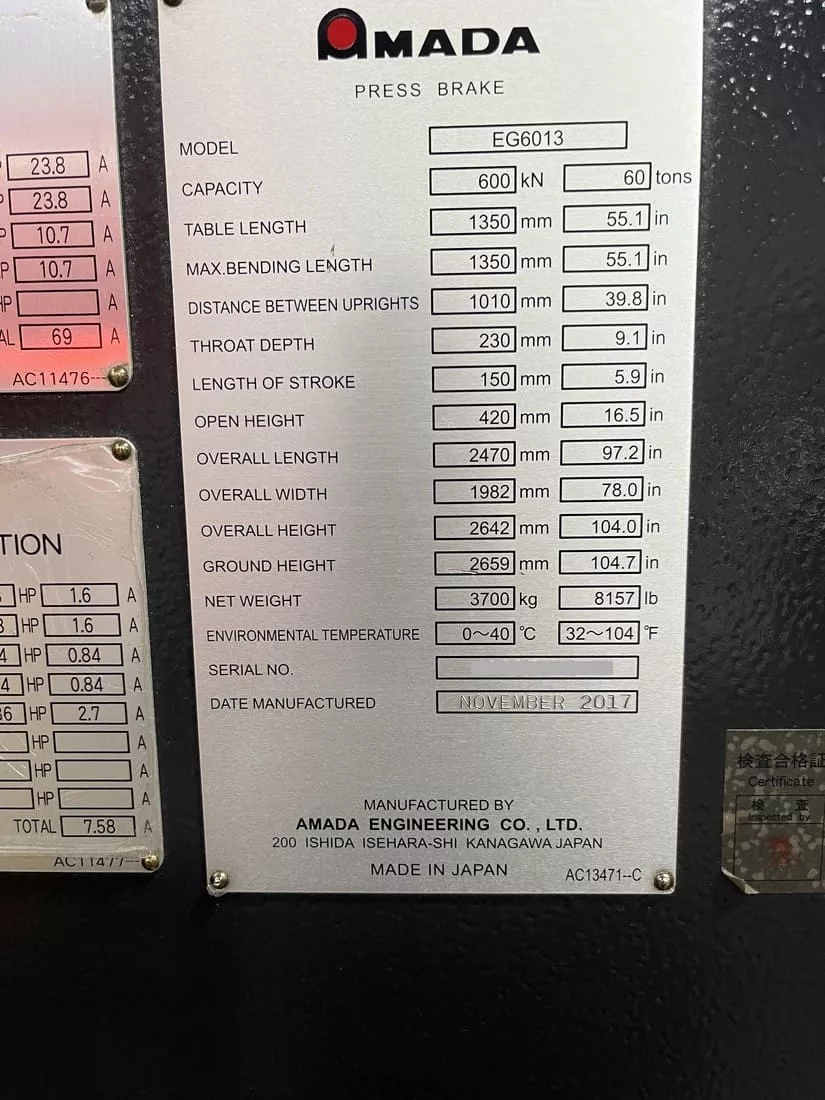 23.8 A
23.8 A
P 10.7 A
P 10.7 A
HP A
AL 69 A
AC11476---
TION
HP 1.6 A
HP 1.6 A
4 HP 0.84 A
4 HP 0.84 A
36 HP 2.7 A
HP A
HP A
HP A
TOTAL 7.58 A
AC11477---
AMADA
PRESS BRAKE
MODEL EG6013
CAPACITY 600 kN 60 tons
TABLE LENGTH 1350 mm 55.1 in
MAX.BENDING LENGTH 1350 mm 55.1 in
DISTANCE BETWEEN UPRIGHTS 1010 mm 39.8 in
THROAT DEPTH 230 mm 9.1 in
LENGTH OF STROKE 150 mm 5.9 in
OPEN HEIGHT 420 mm 16.5 in
OVERALL LENGTH 2470 mm 97.2 in
OVERALL WIDTH 1982 mm 78.0 in
OVERALL HEIGHT 2642 mm 104.0 in
GROUND HEIGHT 2659 mm 104.7 in
NET WEIGHT 3700 kg 8157 lb
ENVIRONMENTAL TEMPERATURE 0～40 ℃ 32～104 ℉
SERIAL NO.
DATE MANUFACTURED NOVEMBER 2017
MANUFACTURED BY
AMADA ENGINEERING CO., LTD.
200 ISHIDA ISEHARA-SHI KANAGAWA JAPAN
MADE IN JAPAN
AC13471--C
検査合格証
Certificate
検 査
Inspected by